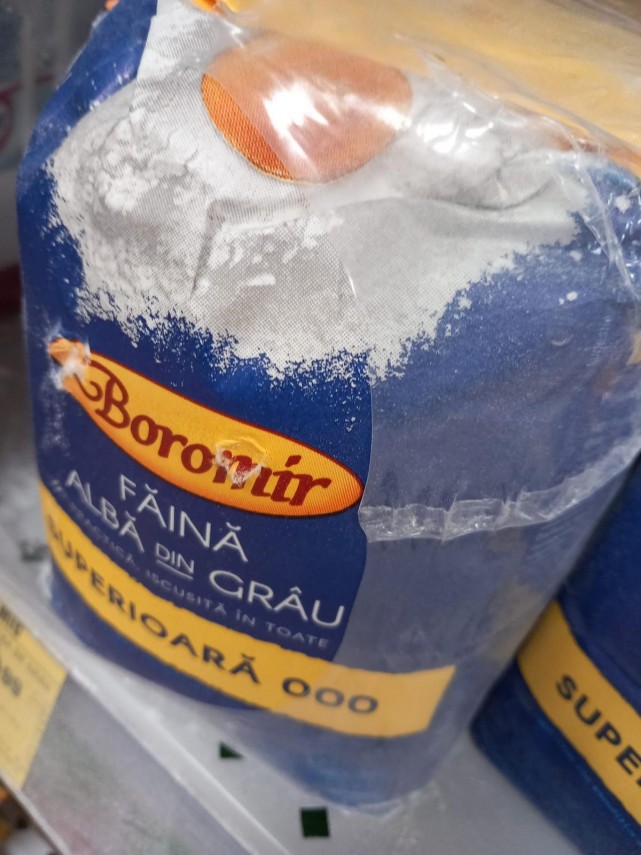 Boromir
FĂINĂ
ALBĂ DIN GRÂU
PRACTICĂ, ISCUSITĂ ÎN TOATE
SUPERIOARĂ 000
SUPE